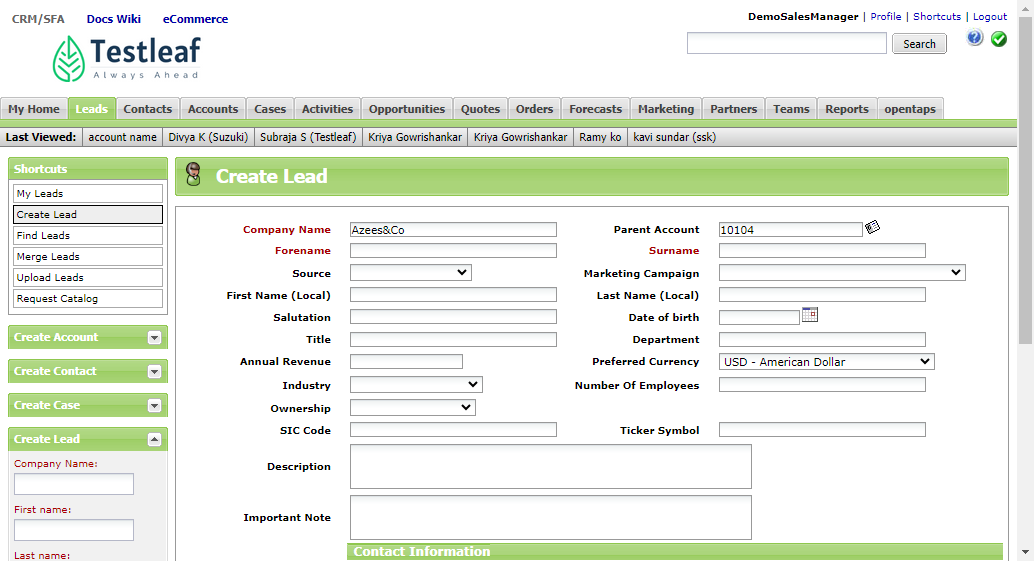 CRM/SFA Docs Wiki eCommerce
DemoSalesManager | Profile | Shortcuts | Logout
Testleaf
Always Ahead
Search
My Home Leads Contacts Accounts Cases Activities Opportunities Quotes Orders Forecasts Marketing Partners Teams Reports opentaps
Last Viewed: account name Divya K (Suzuki) Subraja S (Testleaf) Kriya Gowrishankar Kriya Gowrishankar Ramy ko kavi sundar (ssk)
Shortcuts
My Leads
Create Lead
Find Leads
Merge Leads
Upload Leads
Request Catalog
Create Account
Create Contact
Create Case
Create Lead
Company Name:
First name:
Last name:
Create Lead
Company Name Azees&Co Parent Account 10104
Forename Surname
Source Marketing Campaign
First Name (Local) Last Name (Local)
Salutation Date of birth
Title Department
Annual Revenue Preferred Currency USD - American Dollar
Industry Number Of Employees
Ownership
SIC Code Ticker Symbol
Description
Important Note
Contact Information